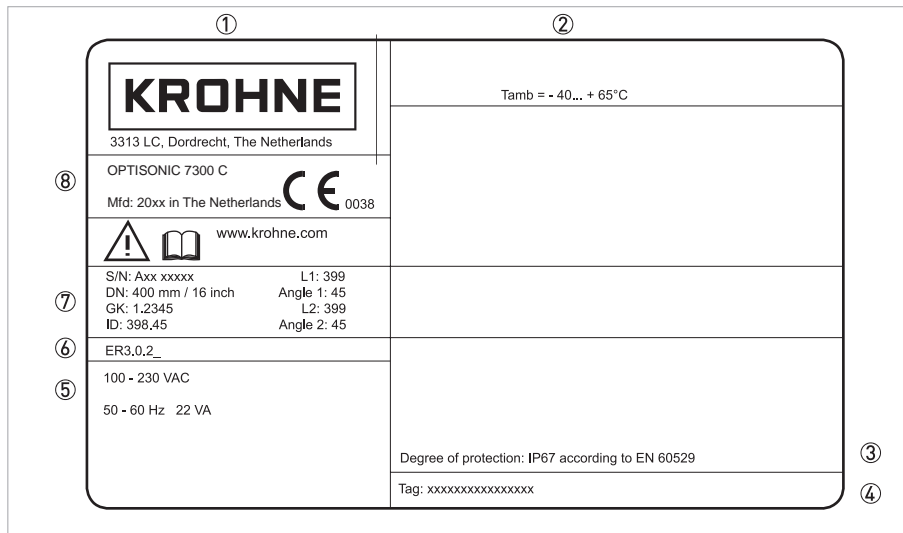 ① ②
KROHNE
3313 LC, Dordrecht, The Netherlands
Tamb = - 40... + 65°C
⑧
OPTISONIC 7300 C
Mfd: 20xx in The Netherlands CE 0038
www.krohne.com
⑦
S/N: Axx xxxxx L1: 399
DN: 400 mm / 16 inch Angle 1: 45
GK: 1.2345 L2: 399
ID: 398.45 Angle 2: 45
⑥ ER3.0.2_
⑤
100 - 230 VAC
50 - 60 Hz 22 VA
Degree of protection: IP67 according to EN 60529 ③
Tag: xxxxxxxxxxxxxxxx ④